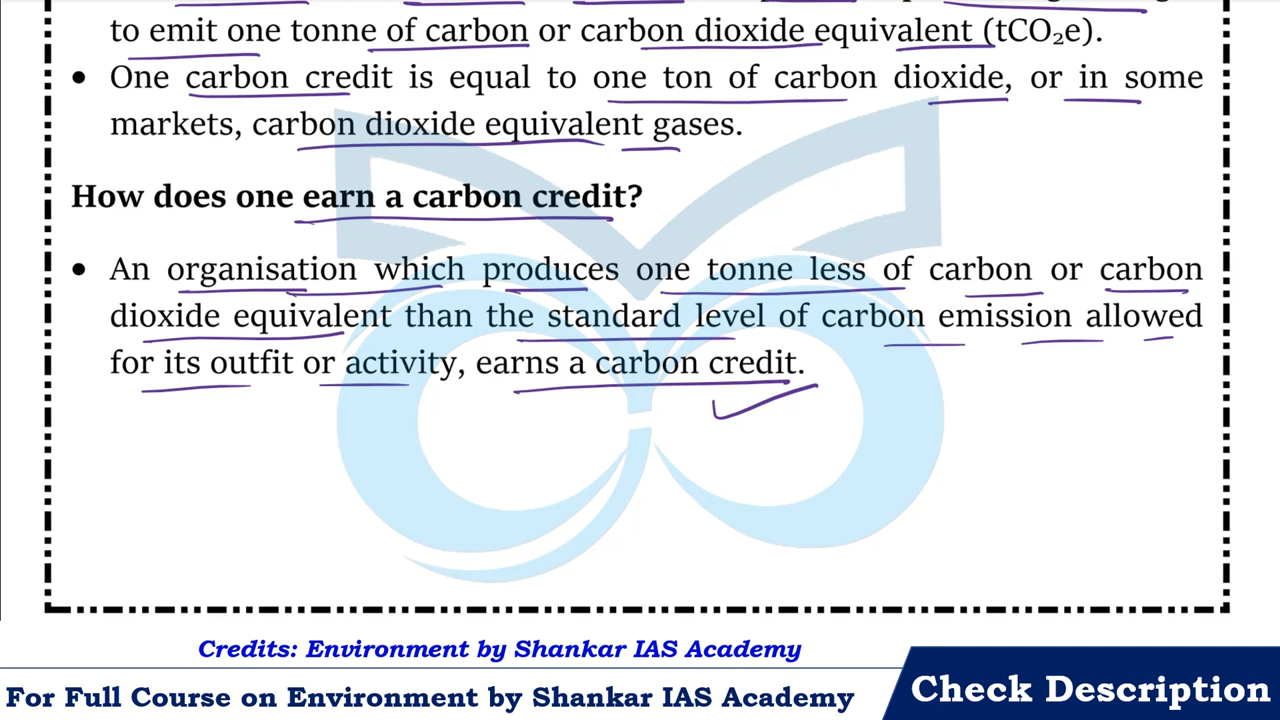 to emit one tonne of carbon or carbon dioxide equivalent (tCO₂e).
• One carbon credit is equal to one ton of carbon dioxide, or in some
markets, carbon dioxide equivalent gases.
How does one earn a carbon credit?
• An organisation which produces one tonne less of carbon or carbon
dioxide equivalent than the standard level of carbon emission allowed
for its outfit or activity, earns a carbon credit.
Credits: Environment by Shankar IAS Academy
For Full Course on Environment by Shankar IAS Academy
Check Description